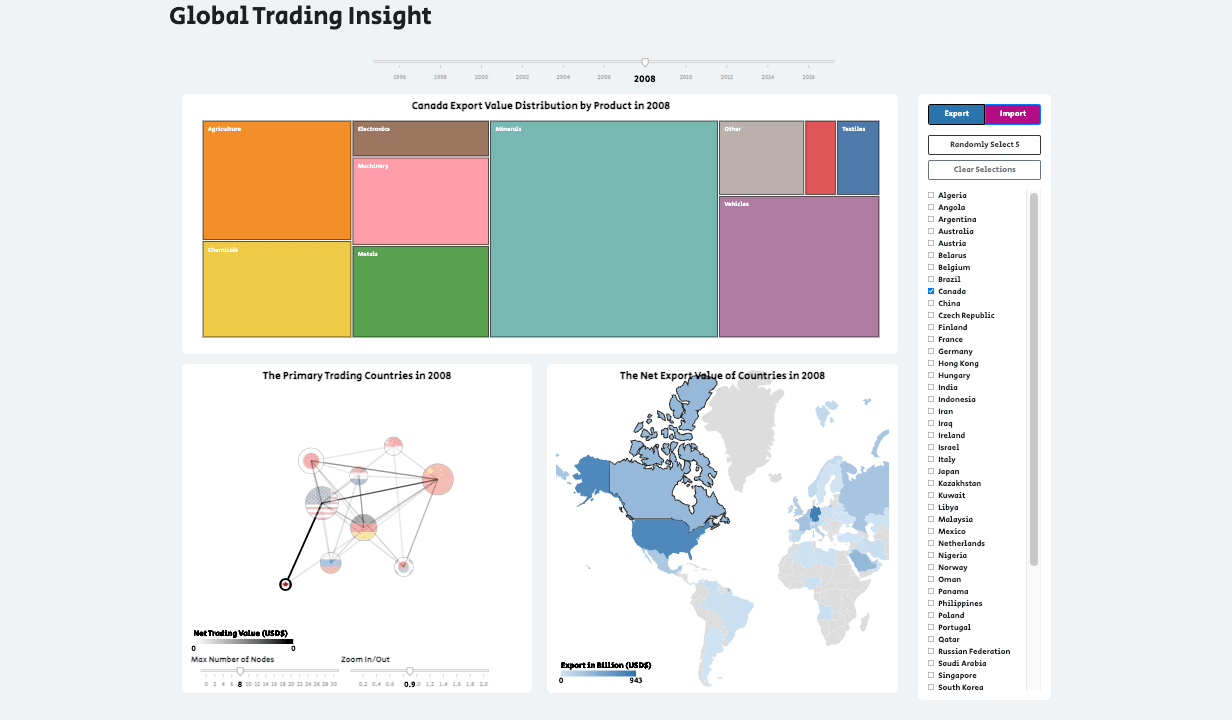 Global Trading Insight
1996 1998 2000 2002 2004 2006 2008 2010 2012 2014 2016
Canada Export Value Distribution by Product in 2008
Agriculture
Electronics
Minerals
Other
Textiles
Machinery
Vehicles
Chemicals
Metals
The Primary Trading Countries in 2008
Net Trading Value (USD$)
0 0
Max Number of Nodes
0 2 4 6 8 10 12 14 16 18 20 22 24 26 28 30
Zoom In/Out
0.2 0.4 0.6 0.9 1.2 1.4 1.6 1.8 2.0
The Net Export Value of Countries in 2008
Export in Billion (USD$)
0 943
Export Import
Randomly Select 5
Clear Selections
Algeria
Angola
Argentina
Australia
Austria
Belarus
Belgium
Brazil
Canada
China
Czech Republic
Finland
France
Germany
Hong Kong
Hungary
India
Indonesia
Iran
Iraq
Ireland
Israel
Italy
Japan
Kazakhstan
Kuwait
Libya
Malaysia
Mexico
Netherlands
Nigeria
Norway
Oman
Panama
Philippines
Poland
Portugal
Qatar
Russian Federation
Saudi Arabia
Singapore
South Korea